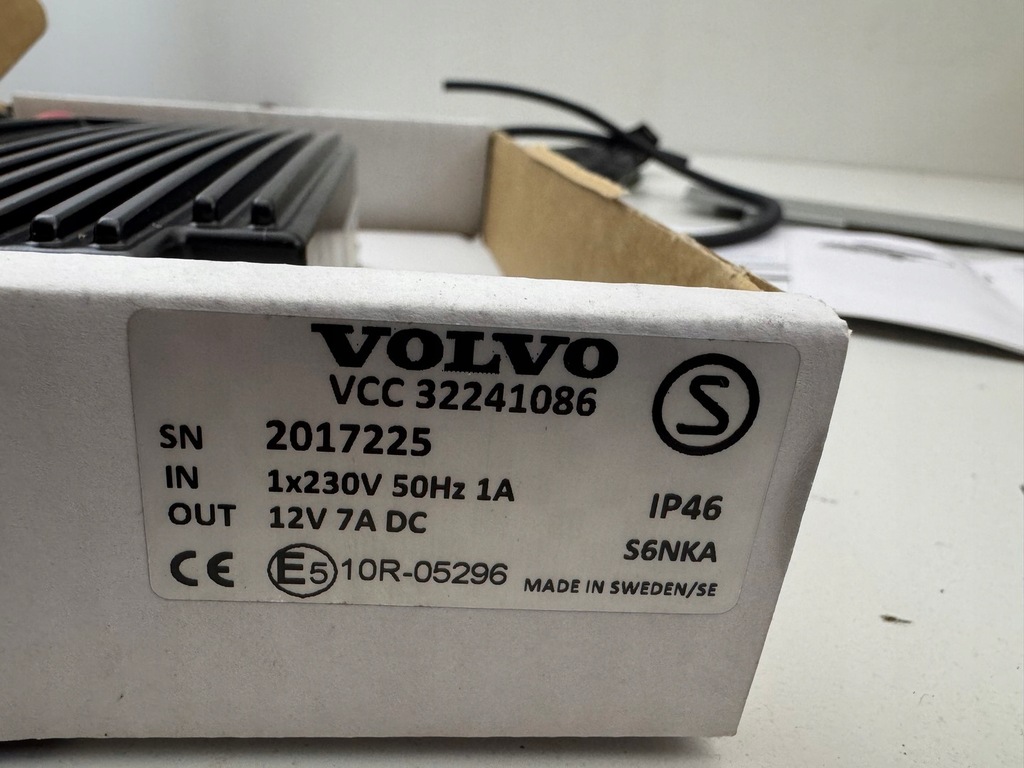 VOLVO
VCC 32241086
S
SN 2017225
IN 1x230V 50Hz 1A
OUT 12V 7A DC
IP46
S6NKA
CE E5 10R-05296
MADE IN SWEDEN/SE